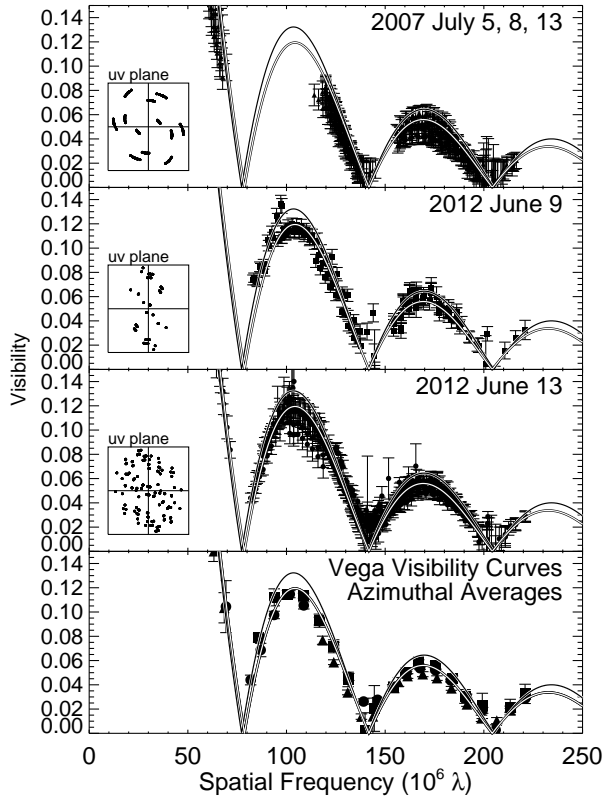 2007 July 5, 8, 13
0.14
0.12
0.10
0.08
0.06
0.04
0.02
0.00
uv plane
2012 June 9
0.14
0.12
0.10
0.08
0.06
0.04
0.02
0.00
uv plane
2012 June 13
0.14
0.12
0.10
0.08
0.06
0.04
0.02
0.00
uv plane
Vega Visibility Curves
Azimuthal Averages
0.14
0.12
0.10
0.08
0.06
0.04
0.02
0.00
Visibility
0 50 100 150 200 250
Spatial Frequency (10⁶ λ)